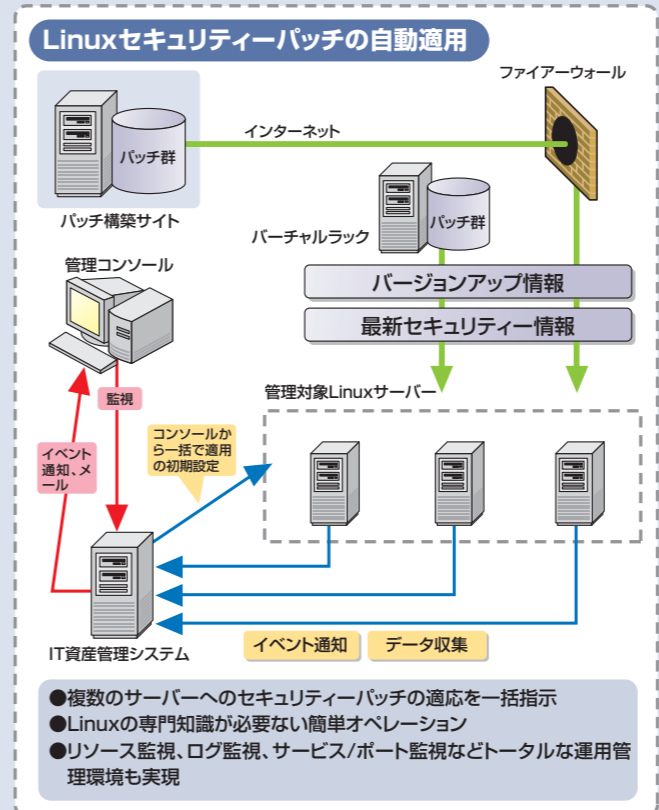 Linuxセキュリティーパッチの自動適用
ファイアーウォール
インターネット
パッチ群
パッチ構築サイト
バーチャルラック
パッチ群
管理コンソール
バージョンアップ情報
最新セキュリティー情報
監視
管理対象Linuxサーバー
イベント
通知、メ
ール
コンソールか
ら一括で適用
の初期設定
IT資産管理システム
イベント通知
データ収集
●複数のサーバーへのセキュリティーパッチの適応を一括指示
●Linuxの専門知識が必要ない簡単オペレーション
●リソース監視、ログ監視、サービス/ポート監視などトータルな運用管
理環境も実現